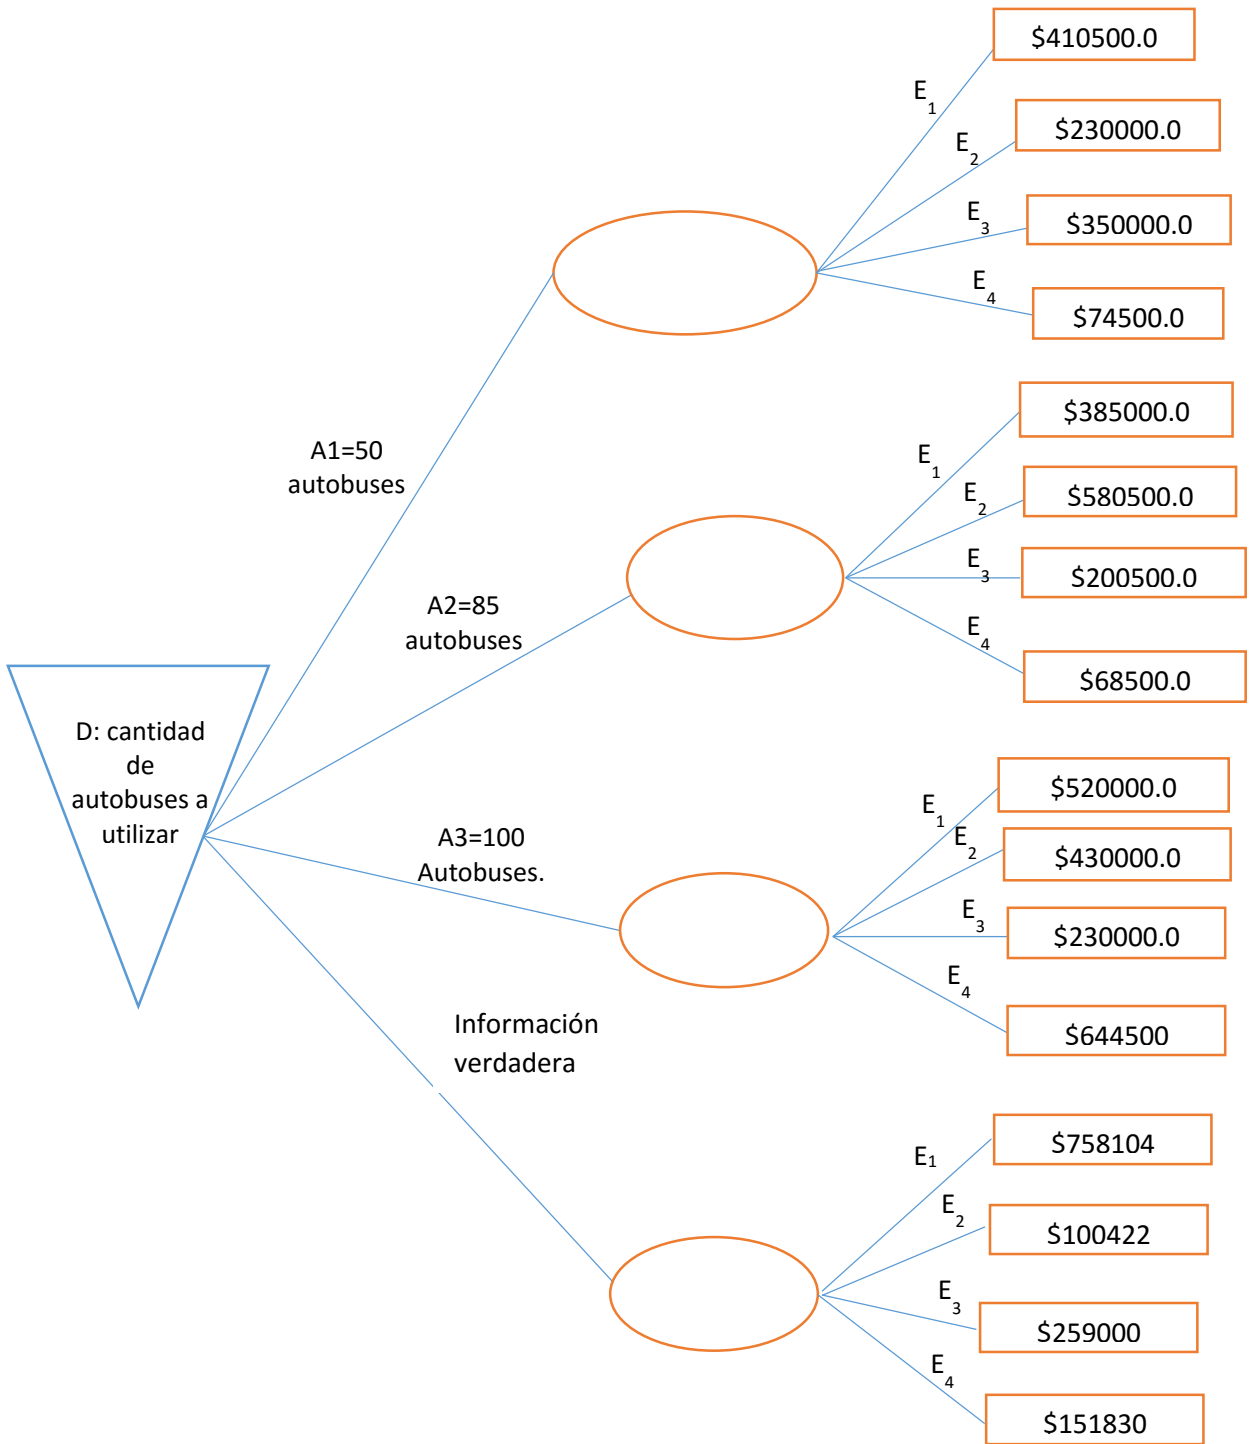 $410500.0
E1
$230000.0
E2
E3
$350000.0
E4
$74500.0
A1=50
autobuses
$385000.0
E1
E2
$580500.0
E3
$200500.0
E4
$68500.0
A2=85
autobuses
D: cantidad
de
autobuses a
utilizar
A3=100
Autobuses.
$520000.0
E1
E2
$430000.0
E3
$230000.0
E4
$644500
Información
verdadera
E1
$758104
E2
$100422
E3
$259000
E4
$151830